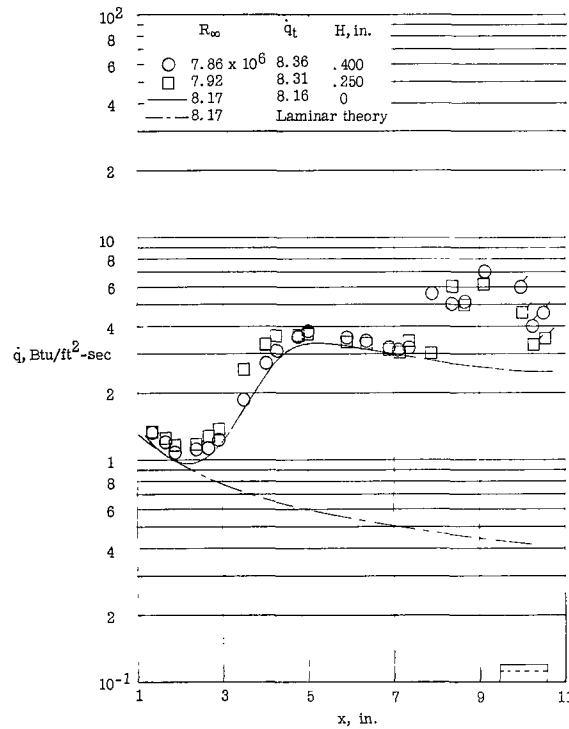 10²
R∞ q̇t H, in.
○ 7.86 x 10⁶ 8.36 .400
□ 7.92 8.31 .250
8.17 8.16 0
8.17 Laminar theory
8
6
4
2
10
8
6
4
q̇, Btu/ft²-sec
2
1
8
6
4
2
10⁻¹
1 3 5 7 9 11
x, in.